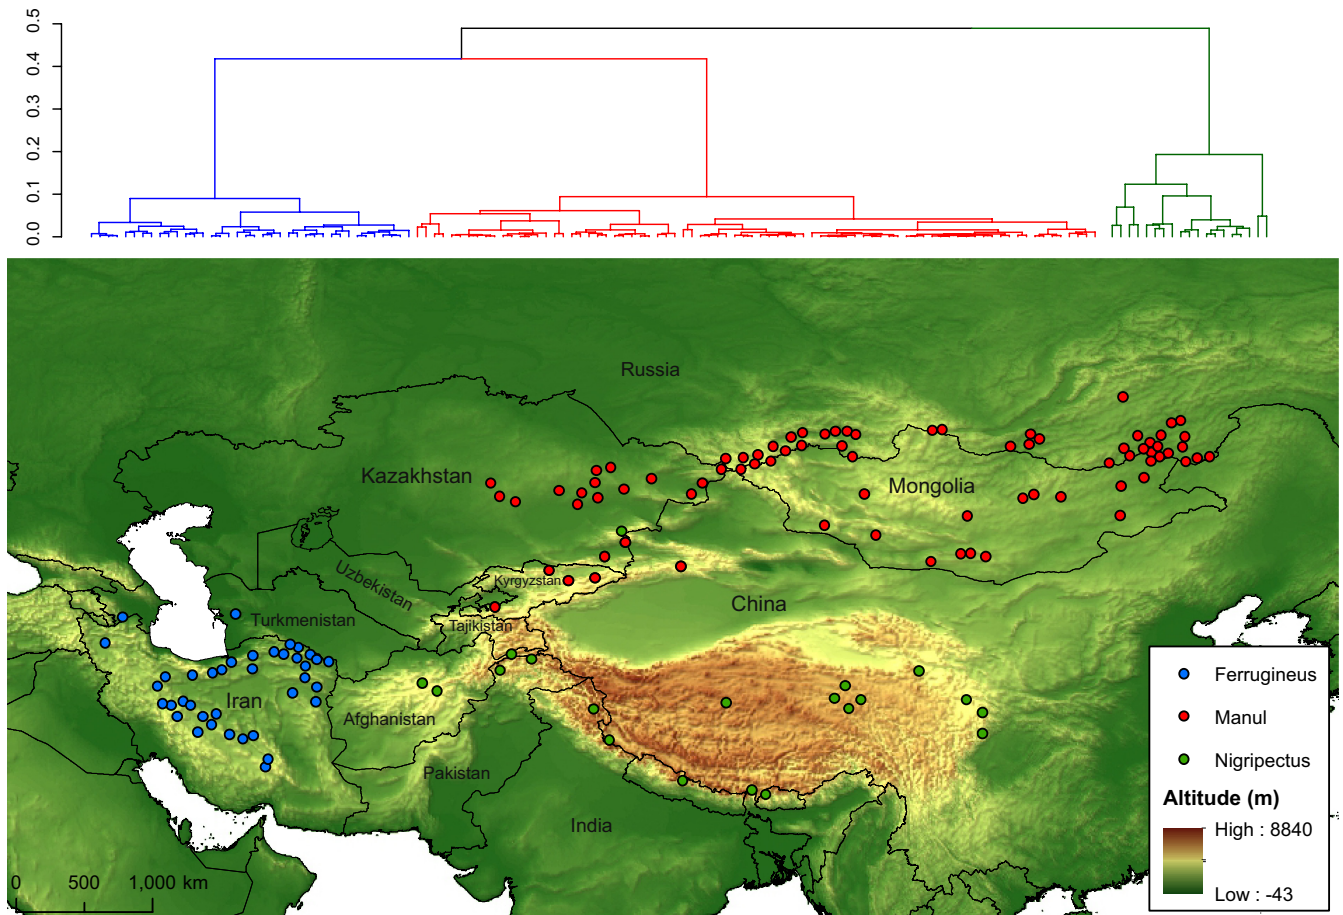 0.5
0.4
0.3
0.2
0.1
0.0
Russia
Kazakhstan
Mongolia
Uzbekistan
Kyrgyzstan
Turkmenistan
Tajikistan
China
Iran
Afghanistan
Pakistan
India
Ferrugineus
Manul
Nigripectus
Altitude (m)
High : 8840
Low : -43
0 500 1,000 km